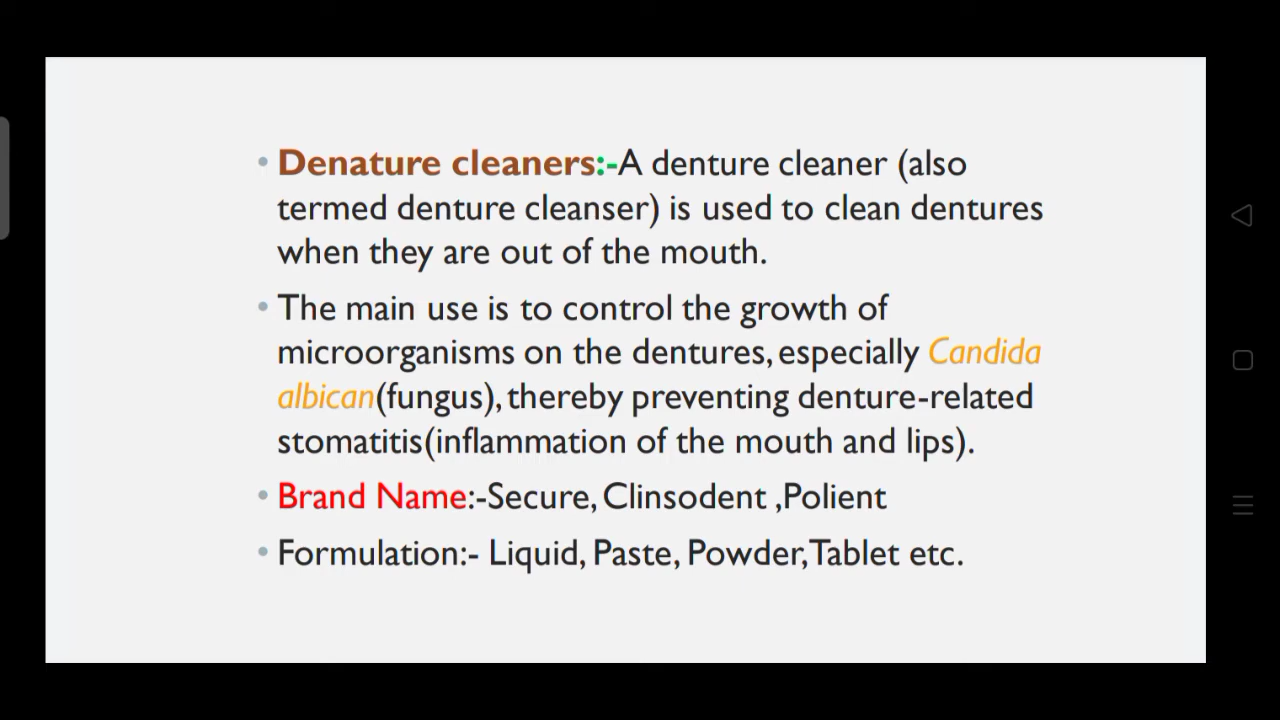 • Denature cleaners:-A denture cleaner (also
termed denture cleanser) is used to clean dentures
when they are out of the mouth.
• The main use is to control the growth of
microorganisms on the dentures, especially Candida
albican(fungus), thereby preventing denture-related
stomatitis(inflammation of the mouth and lips).
• Brand Name:-Secure, Clinsodent ,Polient
• Formulation:- Liquid, Paste, Powder,Tablet etc.